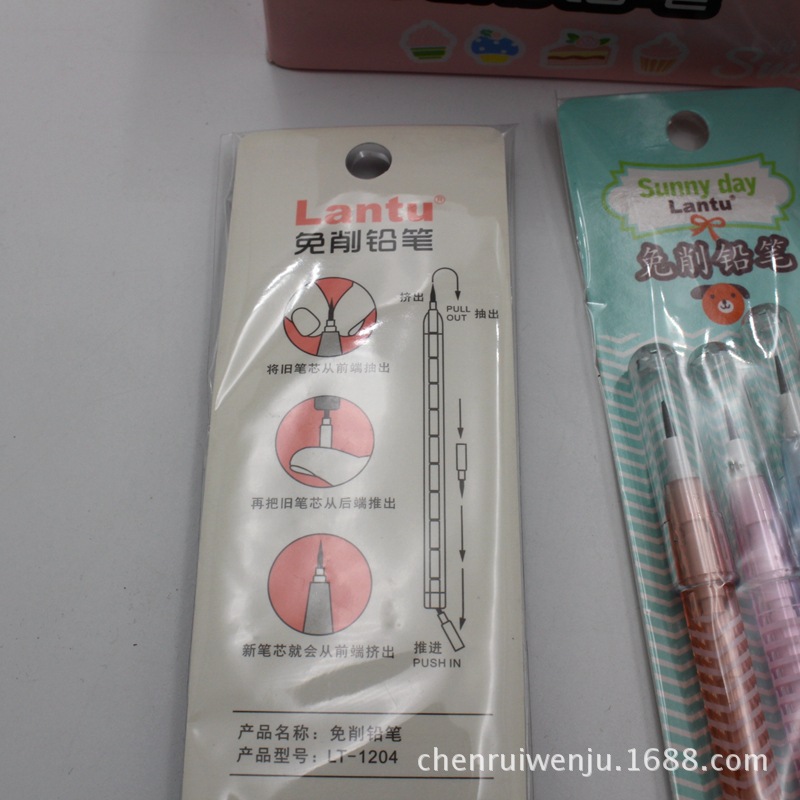 Lantu®
免削铅笔
挤出
PULL OUT
抽出
将旧笔芯从前端抽出
再把旧笔芯从后端推出
新笔芯就会从前端挤出
推进
PUSH IN
产品名称：免削铅笔
产品型号：LT-1204
Sunny day
Lantu®
免削铅笔
chenruiwenju.1688.com